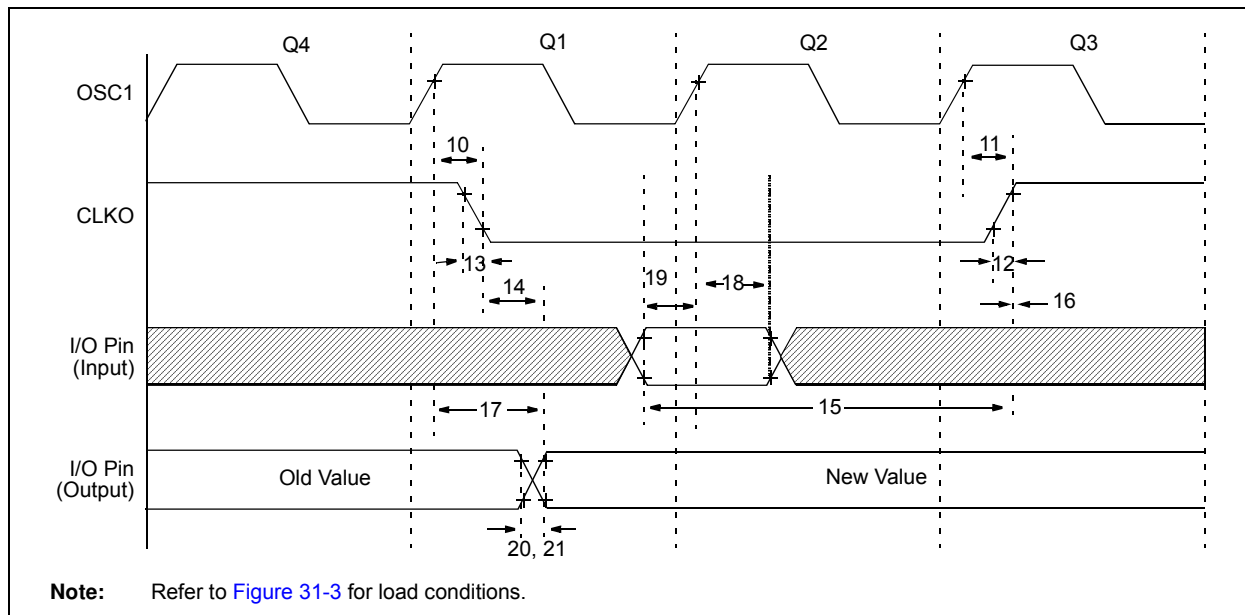 Q4 Q1 Q2 Q3
OSC1
10 11
CLKO
13 12
14 19 18 16
I/O Pin
(Input)
17 15
I/O Pin
(Output)
Old Value New Value
20, 21
Note: Refer to Figure 31-3 for load conditions.